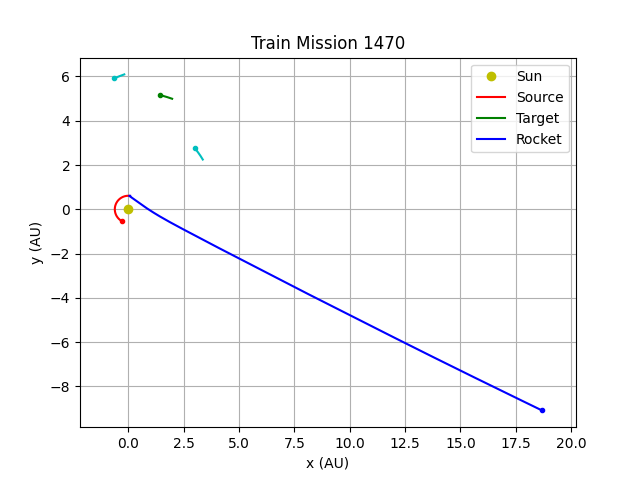 Train Mission 1470
Sun
Source
Target
Rocket
6
4
2
0
−2
−4
−6
−8
y (AU)
0.0 2.5 5.0 7.5 10.0 12.5 15.0 17.5 20.0
x (AU)